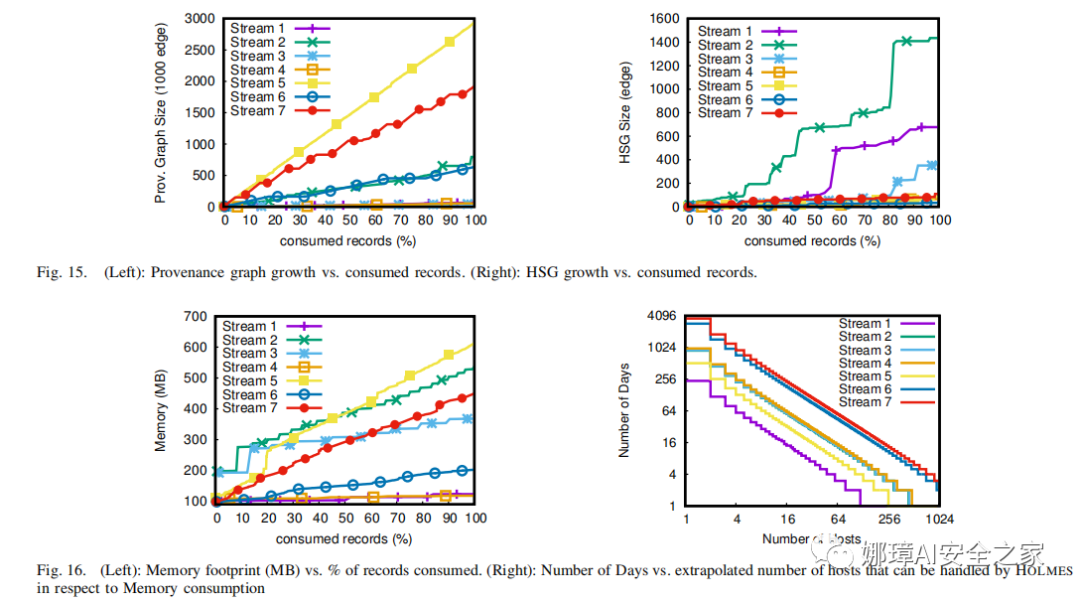 3000
2500
2000
1500
1000
500
0
Prov. Graph Size (1000 edge)
Stream 1
Stream 2
Stream 3
Stream 4
Stream 5
Stream 6
Stream 7
0 10 20 30 40 50 60 70 80 90 100
consumed records (%)
1600
1400
1200
1000
800
600
400
200
0
HSG Size (edge)
Stream 1
Stream 2
Stream 3
Stream 4
Stream 5
Stream 6
Stream 7
0 10 20 30 40 50 60 70 80 90 100
consumed records (%)
Fig. 15. (Left): Provenance graph growth vs. consumed records. (Right): HSG growth vs. consumed records.
700
600
500
400
300
200
100
Memory (MB)
Stream 1
Stream 2
Stream 3
Stream 4
Stream 5
Stream 6
Stream 7
0 10 20 30 40 50 60 70 80 90 100
consumed records (%)
4096
1024
256
64
16
4
1
Number of Days
Stream 1
Stream 2
Stream 3
Stream 4
Stream 5
Stream 6
Stream 7
1 4 16 64 256 1024
Number of Hosts
娜璋AI安全之家
Fig. 16. (Left): Memory footprint (MB) vs. % of records consumed. (Right): Number of Days vs. extrapolated number of hosts that can be handled by HOLMES
in respect to Memory consumption